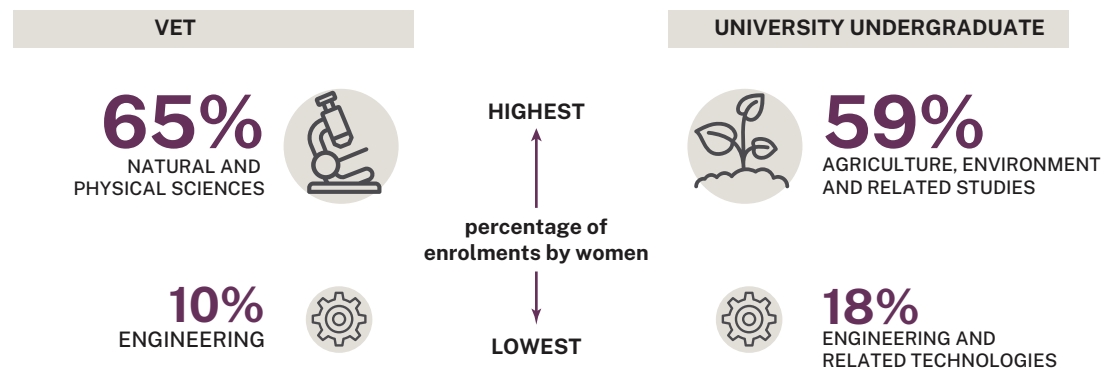 VET
UNIVERSITY UNDERGRADUATE
65%
NATURAL AND
PHYSICAL SCIENCES
HIGHEST
59%
AGRICULTURE, ENVIRONMENT
AND RELATED STUDIES
percentage of
enrolments by women
10%
ENGINEERING
LOWEST
18%
ENGINEERING AND
RELATED TECHNOLOGIES